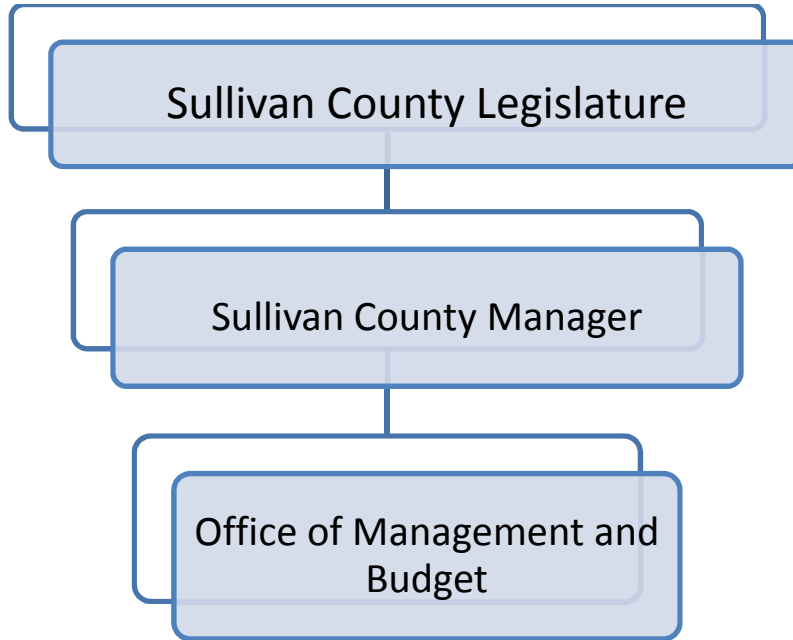 Sullivan County Legislature
Sullivan County Manager
Office of Management and
Budget